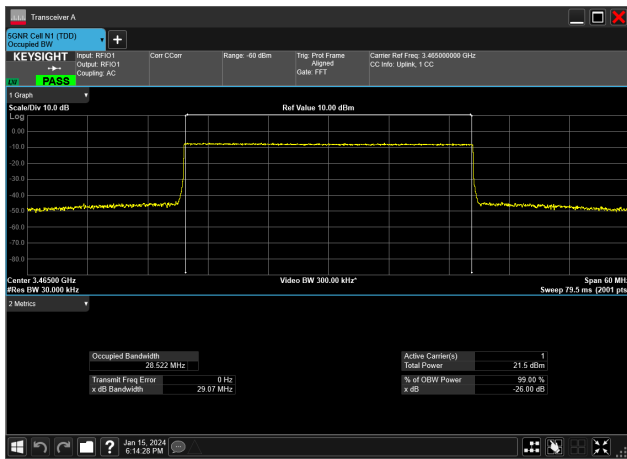 Transceiver A
5GNR Cell N1 (TDD)
Occupied BW
KEYSIGHT
LXI
PASS
Input: RFIO1
Output: RFIO1
Coupling: AC
Corr CCorr
Range: -60 dBm
Trig: Prot Frame
Aligned
Gate: FFT
Carrier Ref Freq: 3.465000000 GHz
CC Info: Uplink, 1 CC
1 Graph
Scale/Div 10.0 dB
Ref Value 10.00 dBm
Log
0.00
-10.0
-20.0
-30.0
-40.0
-50.0
-60.0
-70.0
-80.0
Center 3.46500 GHz
Video BW 300.00 kHz*
Span 60 MHz
#Res BW 30.000 kHz
Sweep 79.5 ms (2001 pts
2 Metrics
Occupied Bandwidth
28.522 MHz
Transmit Freq Error 0 Hz
x dB Bandwidth 29.07 MHz
Active Carrier(s) 1
Total Power 21.5 dBm
% of OBW Power 99.00 %
x dB -26.00 dB
?
Jan 15, 2024
6:14:28 PM